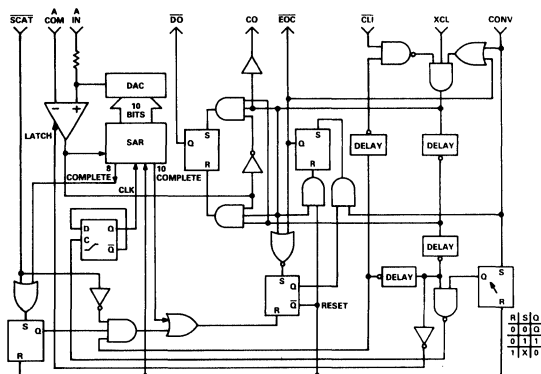 SCAT
A COM
A IN
DO
CO
EOC
CLI
XCL
CONV
DAC
10 BITS
LATCH
SAR
8 COMPLETE
10 COMPLETE
CLK
Q S R
S Q R
DELAY
DELAY
DELAY
DELAY
D Q
C Q
S Q
R Q
RESET
S Q R
Q S R
R S Q
0 0 Q
0 1 1
1 X 0